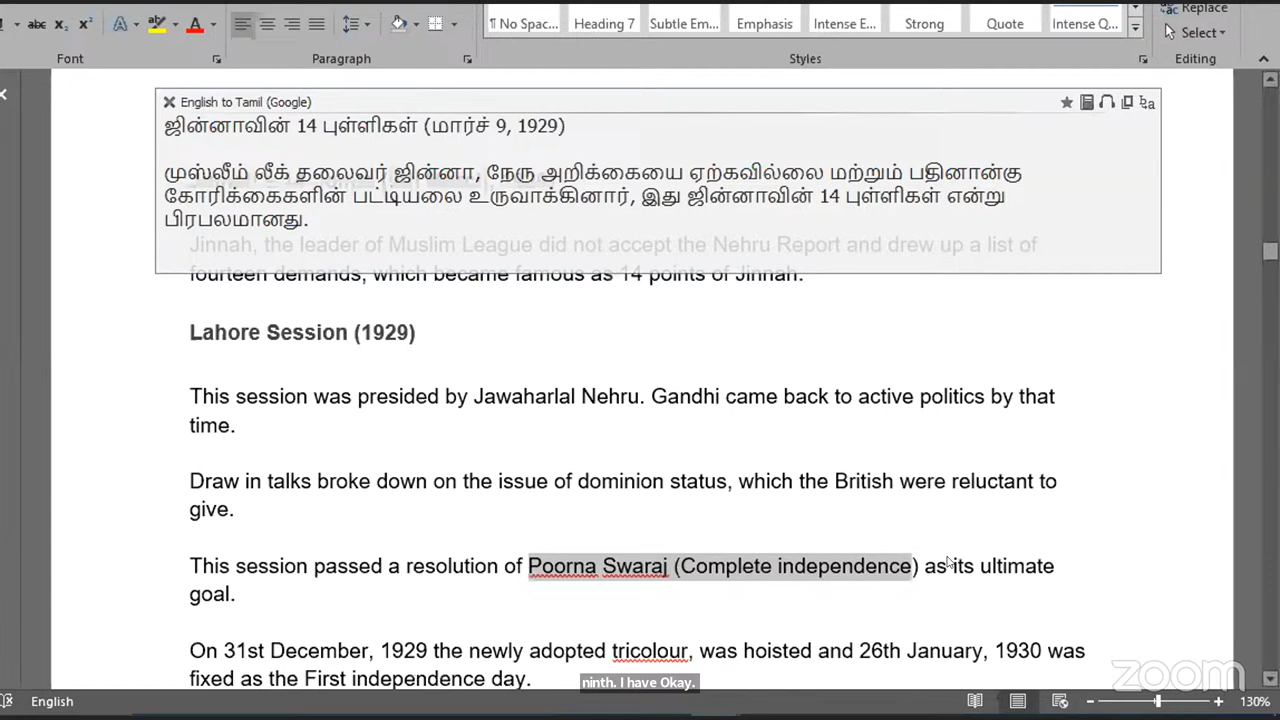 abc x₂ x² A aby A
Replace
¶ No Spac... Heading 7 Subtle Em... Emphasis Intense E... Strong Quote Intense Q...
Select
Font Paragraph Styles Editing
English to Tamil (Google)
ஜின்னாவின் 14 புள்ளிகள் (மார்ச் 9, 1929)
முஸ்லீம் லீக் தலைவர் ஜின்னா, நேரு அறிக்கையை ஏற்கவில்லை மற்றும் பதினான்கு
கோரிக்கைகளின் பட்டியலை உருவாக்கினார், இது ஜின்னாவின் 14 புள்ளிகள் என்று
பிரபலமானது.
Jinnah, the leader of Muslim League did not accept the Nehru Report and drew up a list of
fourteen demands, which became famous as 14 points of Jinnah.
Lahore Session (1929)
This session was presided by Jawaharlal Nehru. Gandhi came back to active politics by that
time.
Draw in talks broke down on the issue of dominion status, which the British were reluctant to
give.
This session passed a resolution of Poorna Swaraj (Complete independence) as its ultimate
goal.
On 31st December, 1929 the newly adopted tricolour, was hoisted and 26th January, 1930 was
fixed as the First independence day.
ninth. I have Okay.
zoom
English
130%